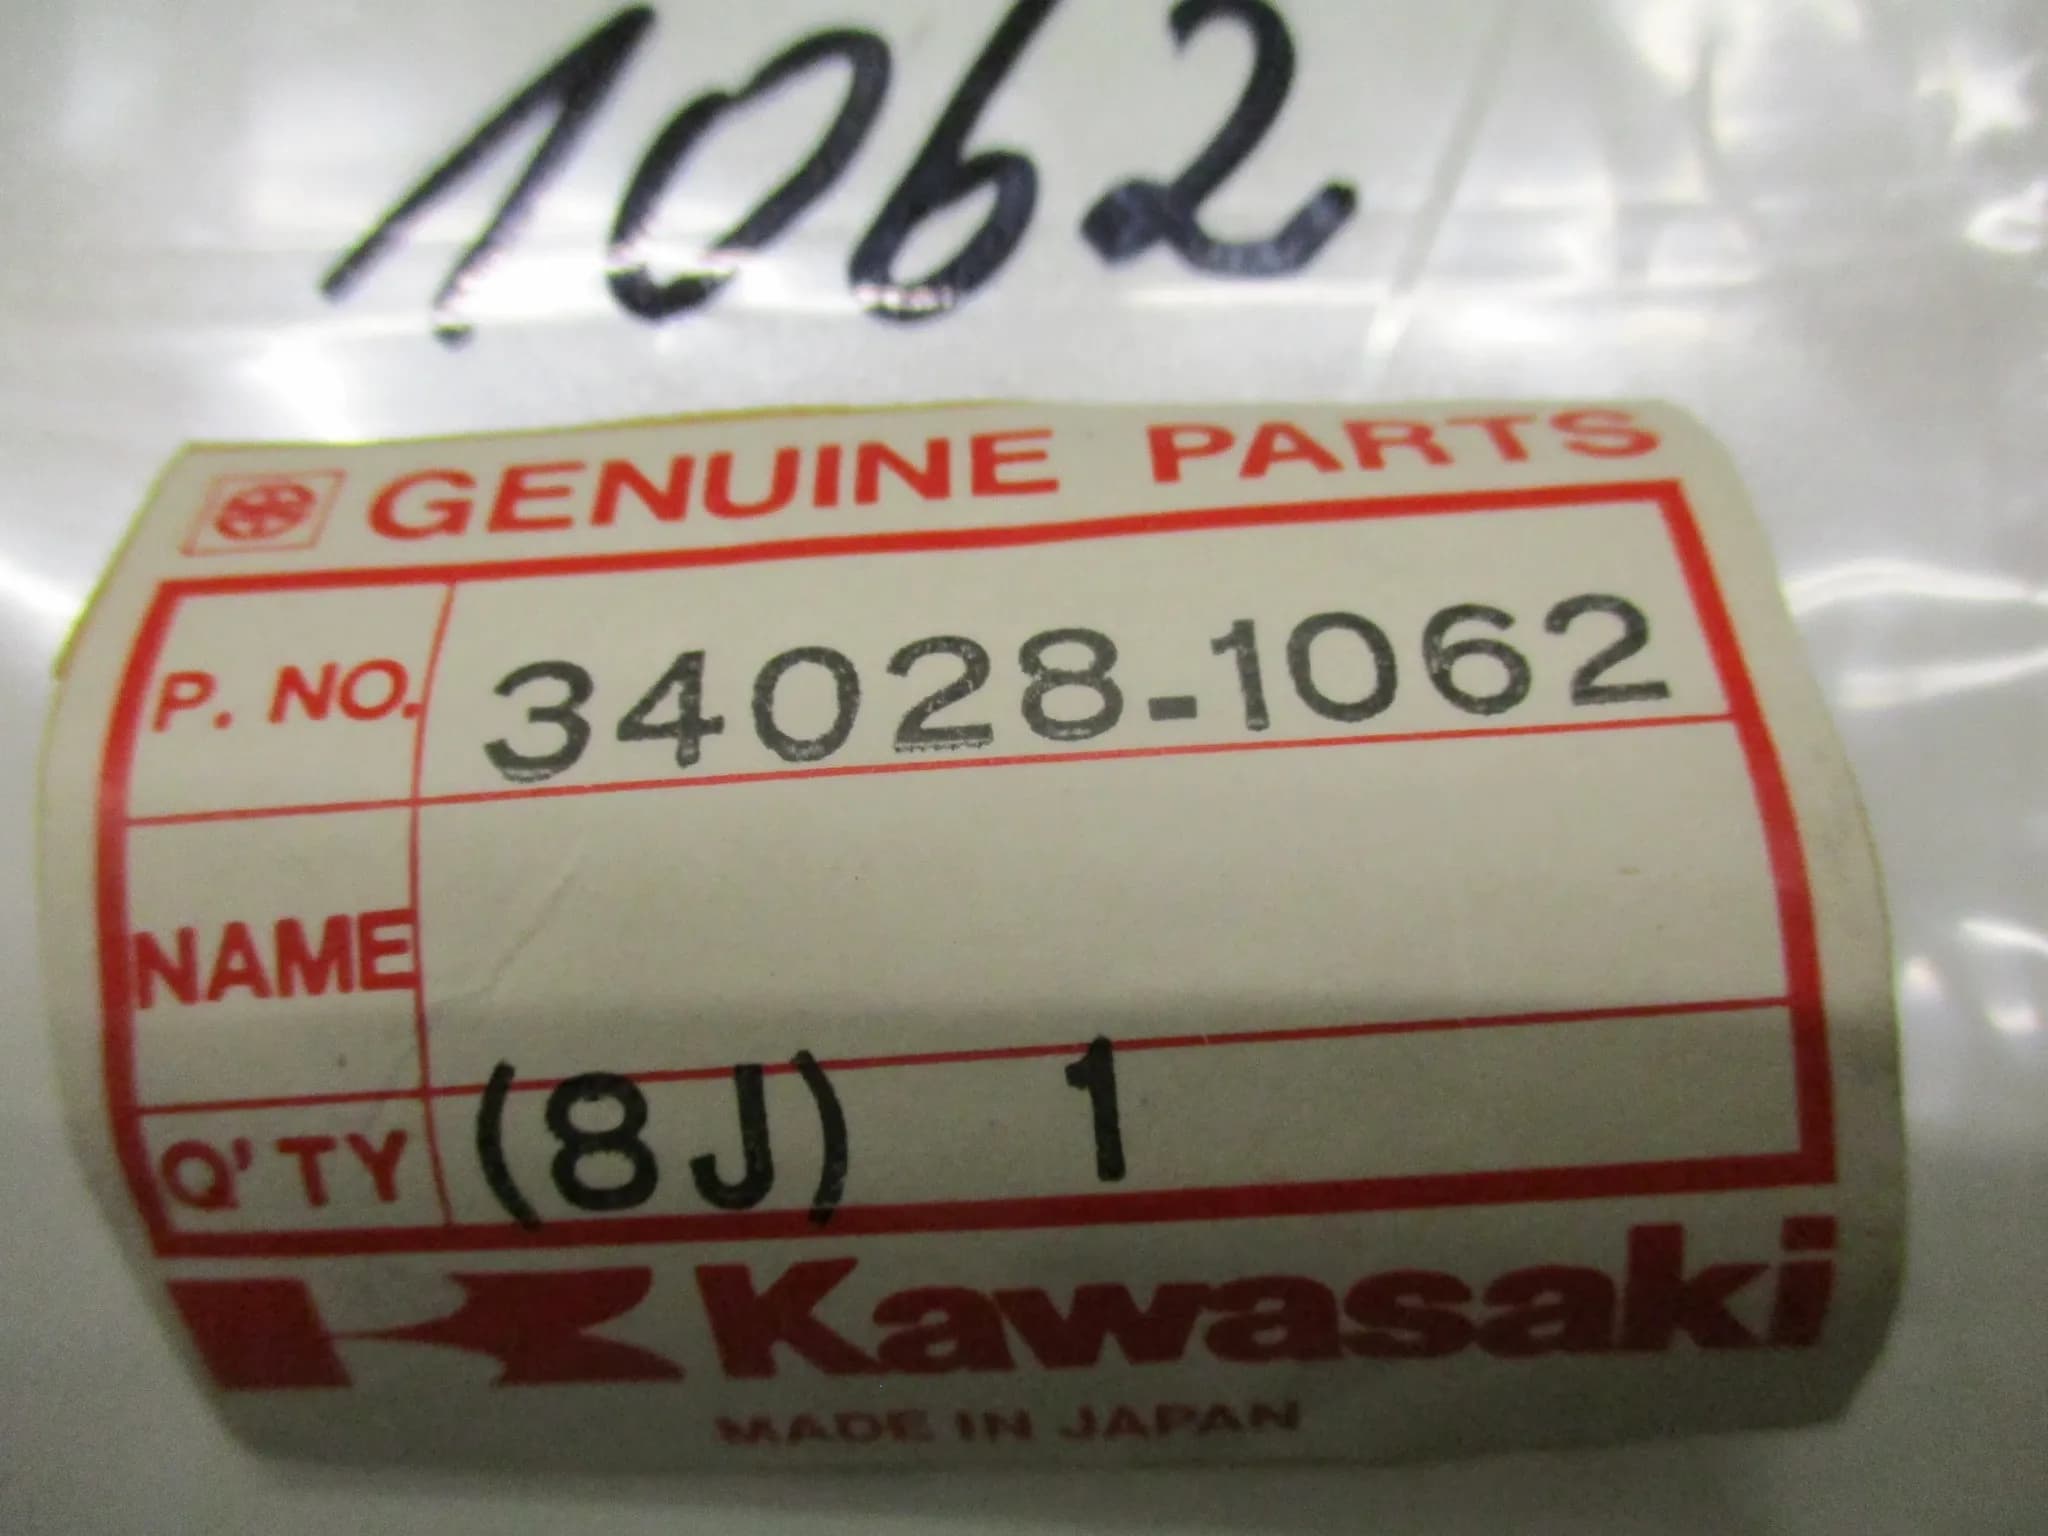 1062
GENUINE PARTS
P. NO. 34028-1062
NAME
Q'TY (8J) 1
Kawasaki
MADE IN JAPAN